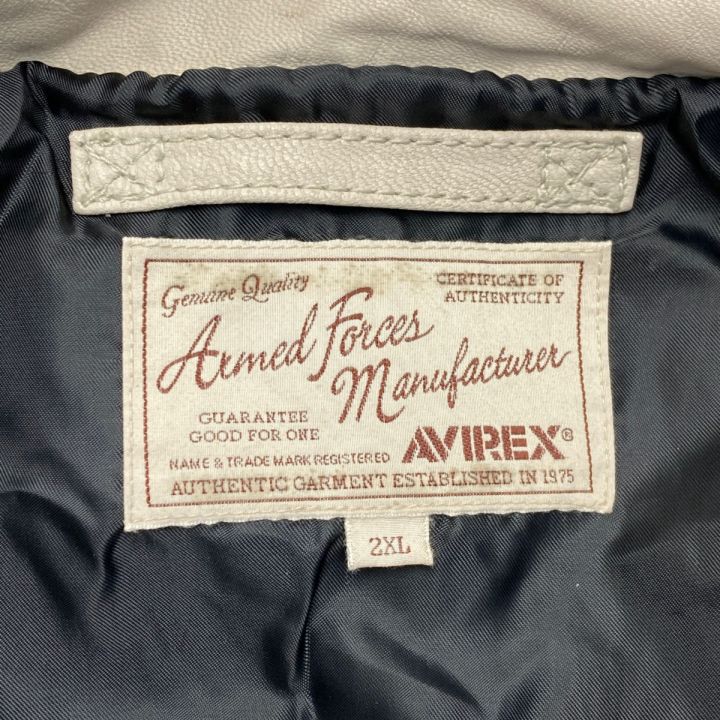 Genuine Quality
CERTIFICATE OF
AUTHENTICITY
Armed Forces
Manufacturer
GUARANTEE
GOOD FOR ONE
AVIREX®
NAME & TRADE MARK REGISTERED
AUTHENTIC GARMENT ESTABLISHED IN 1975
2XL